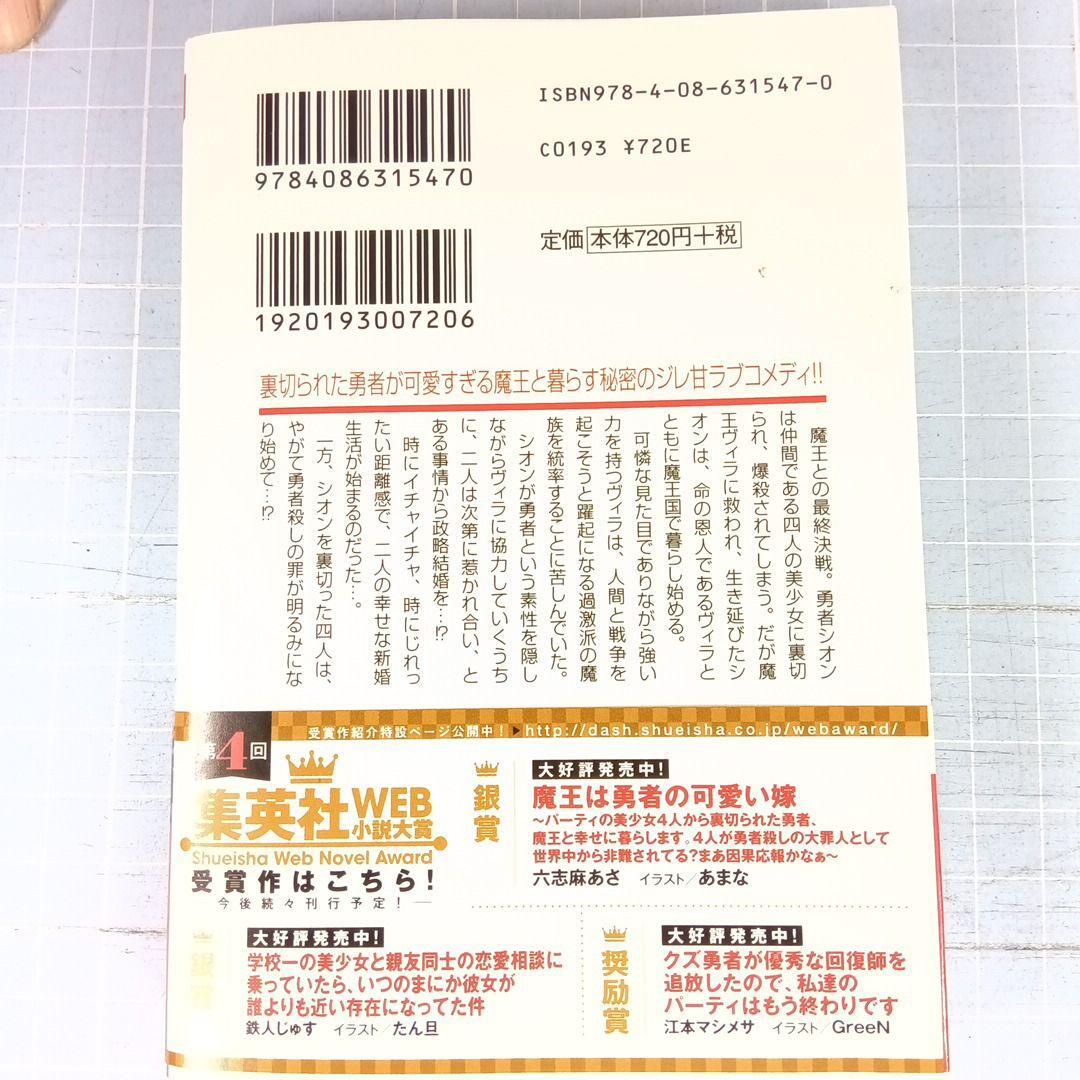 ISBN978-4-08-631547-0
9784086315470
C0193 ¥720E
定価 本体720円+税
1920193007206
裏切られた勇者が可愛すぎる魔王と暮らす秘密のジレ甘ラブコメディ!!
魔王との最終決戦。勇者シオン
は仲間である四人の美少女に裏切
られ、爆殺されてしまう。だが魔
王ヴィラに救われ、生き延びたシ
オンは、命の恩人であるヴィラと
ともに魔王国で暮らし始める。
可憐な見た目でありながら強い
力を持つヴィラは、人間と戦争を
起こそうと躍起になる過激派の魔
族を統率することに苦しんでいた。
シオンが勇者という素性を隠し
ながらヴィラに協力していくうち
に、二人は次第に惹かれ合い、と
ある事情から政略結婚を…!?
時にイチャイチャ、時にじれっ
たい距離感で、二人の幸せな新婚
生活が始まるのだった…。
一方、シオンを裏切った四人は、
やがて勇者殺しの罪が明るみにな
り始めて…!?
受賞作紹介特設ページ公開中!▶http://dash.shueisha.co.jp/webaward/
第4回
集英社WEB小説大賞
Shueisha Web Novel Award
受賞作はこちら!
今後続々刊行予定!
銀賞
大好評発売中!
魔王は勇者の可愛い嫁
〜パーティの美少女4人から裏切られた勇者、
魔王と幸せに暮らします。4人が勇者殺しの大罪人として
世界中から非難されてる?まあ因果応報かなぁ〜
六志麻あさ イラスト/あまな
銀賞
大好評発売中!
学校一の美少女と親友同士の恋愛相談に
乗っていたら、いつのまにか彼女が
誰よりも近い存在になってた件
鉄人じゅす イラスト/たん旦
奨励賞
大好評発売中!
クズ勇者が優秀な回復師を
追放したので、私達の
パーティはもう終わりです
江本マシメサ イラスト/GreeN